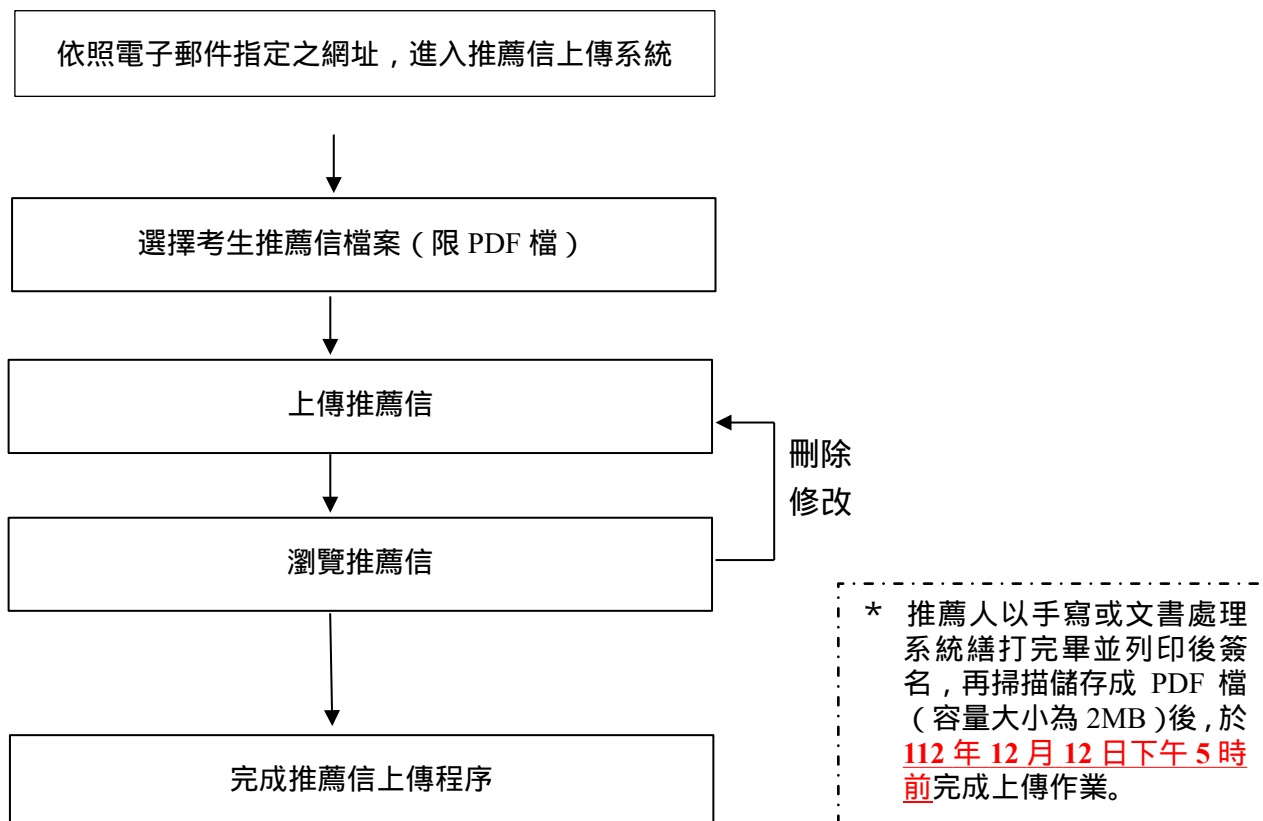 依照電子郵件指定之網址，進入推薦信上傳系統
選擇考生推薦信檔案（限 PDF 檔）
上傳推薦信
刪除
修改
瀏覽推薦信
完成推薦信上傳程序
* 推薦人以手寫或文書處理
系統繕打完畢並列印後簽
名，再掃描儲存成 PDF 檔
（容量大小為 2MB）後，於
112 年 12 月 12 日下午 5 時
前完成上傳作業。